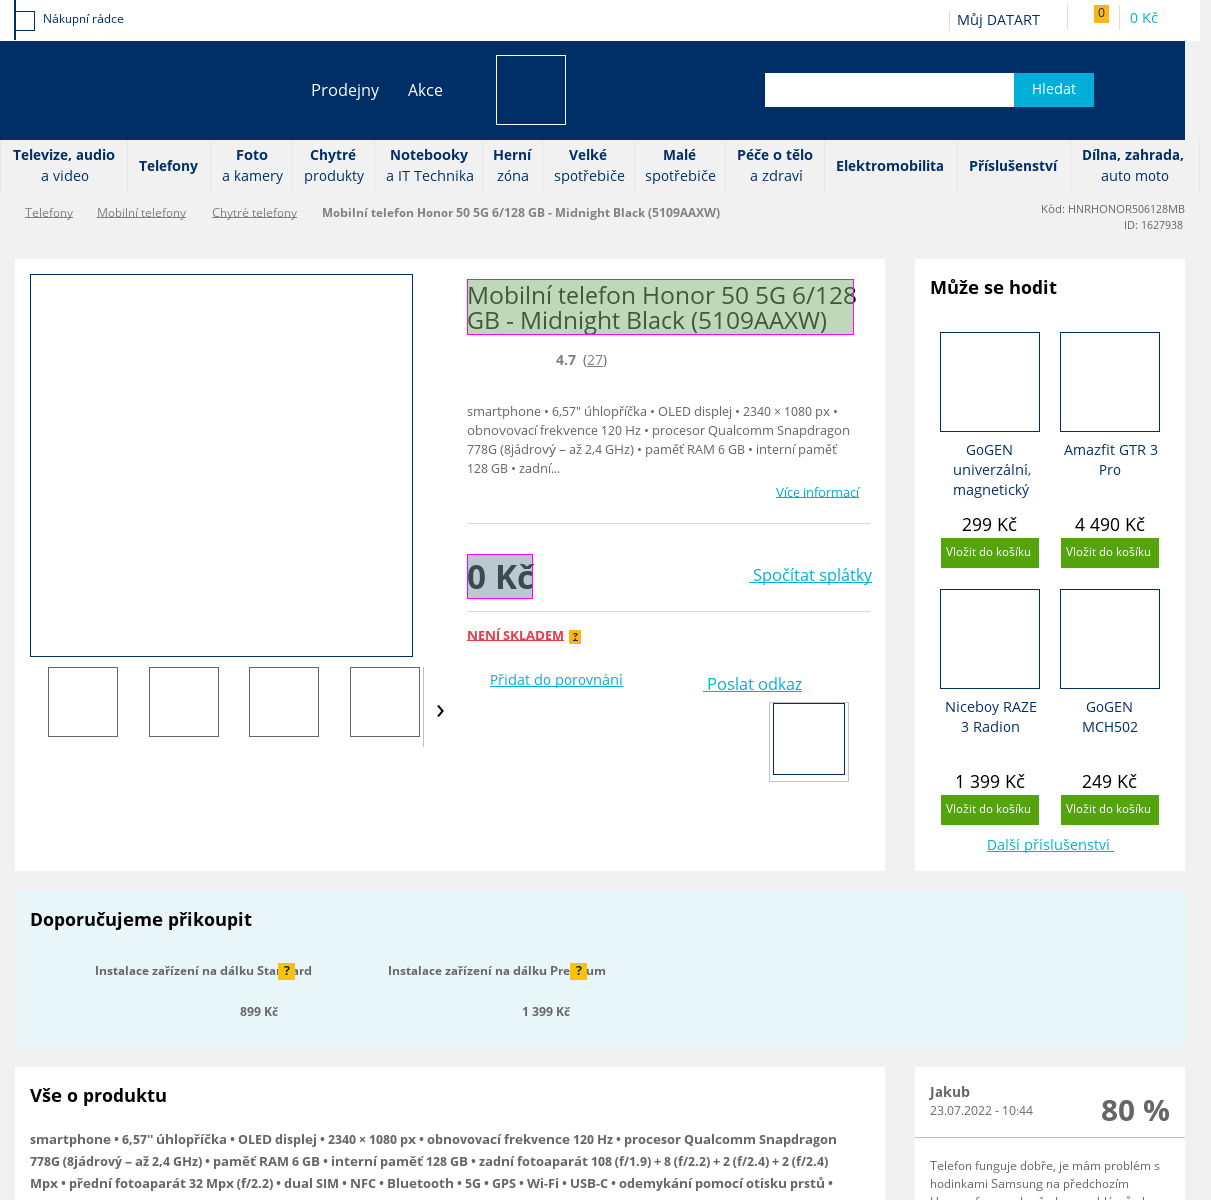 Nákupní rádce
Můj DATART
0
0 Kč
Prodejny
Akce
Hledat
Televize, audio
a video
Telefony
Foto
a kamery
Chytré
produkty
Notebooky
a IT Technika
Herní
zóna
Velké
spotřebiče
Malé
spotřebiče
Péče o tělo
a zdraví
Elektromobilita
Příslušenství
Dílna, zahrada,
auto moto
Telefony
Mobilní telefony
Chytré telefony
Mobilní telefon Honor 50 5G 6/128 GB - Midnight Black (5109AAXW)
Kód: HNRHONOR506128MB
ID: 1627938
Mobilní telefon Honor 50 5G 6/128
GB - Midnight Black (5109AAXW)
4.7 (27)
smartphone • 6,57" úhlopříčka • OLED displej • 2340 × 1080 px •
obnovovací frekvence 120 Hz • procesor Qualcomm Snapdragon
778G (8jádrový – až 2,4 GHz) • paměť RAM 6 GB • interní paměť
128 GB • zadní...
Více informací
0 Kč
Spočítat splátky
NENÍ SKLADEM ?
Přidat do porovnání
Poslat odkaz
›
Může se hodit
GoGEN
univerzální,
magnetický
299 Kč
Vložit do košíku
Amazfit GTR 3
Pro
4 490 Kč
Vložit do košíku
Niceboy RAZE
3 Radion
1 399 Kč
Vložit do košíku
GoGEN
MCH502
249 Kč
Vložit do košíku
Další příslušenství
Doporučujeme přikoupit
Instalace zařízení na dálku ?
899 Kč
Instalace zařízení na dálku ?
1 399 Kč
Vše o produktu
smartphone • 6,57'' úhlopříčka • OLED displej • 2340 × 1080 px • obnovovací frekvence 120 Hz • procesor Qualcomm Snapdragon
778G (8jádrový – až 2,4 GHz) • paměť RAM 6 GB • interní paměť 128 GB • zadní fotoaparát 108 (f/1.9) + 8 (f/2.2) + 2 (f/2.4) + 2 (f/2.4)
Mpx • přední fotoaparát 32 Mpx (f/2.2) • dual SIM • NFC • Bluetooth • 5G • GPS • Wi-Fi • USB-C • odemykání pomocí otisku prstů •
Jakub
23.07.2022 - 10:44
80 %
Telefon funguje dobře, je mám problém s
hodinkami Samsung na předchozím